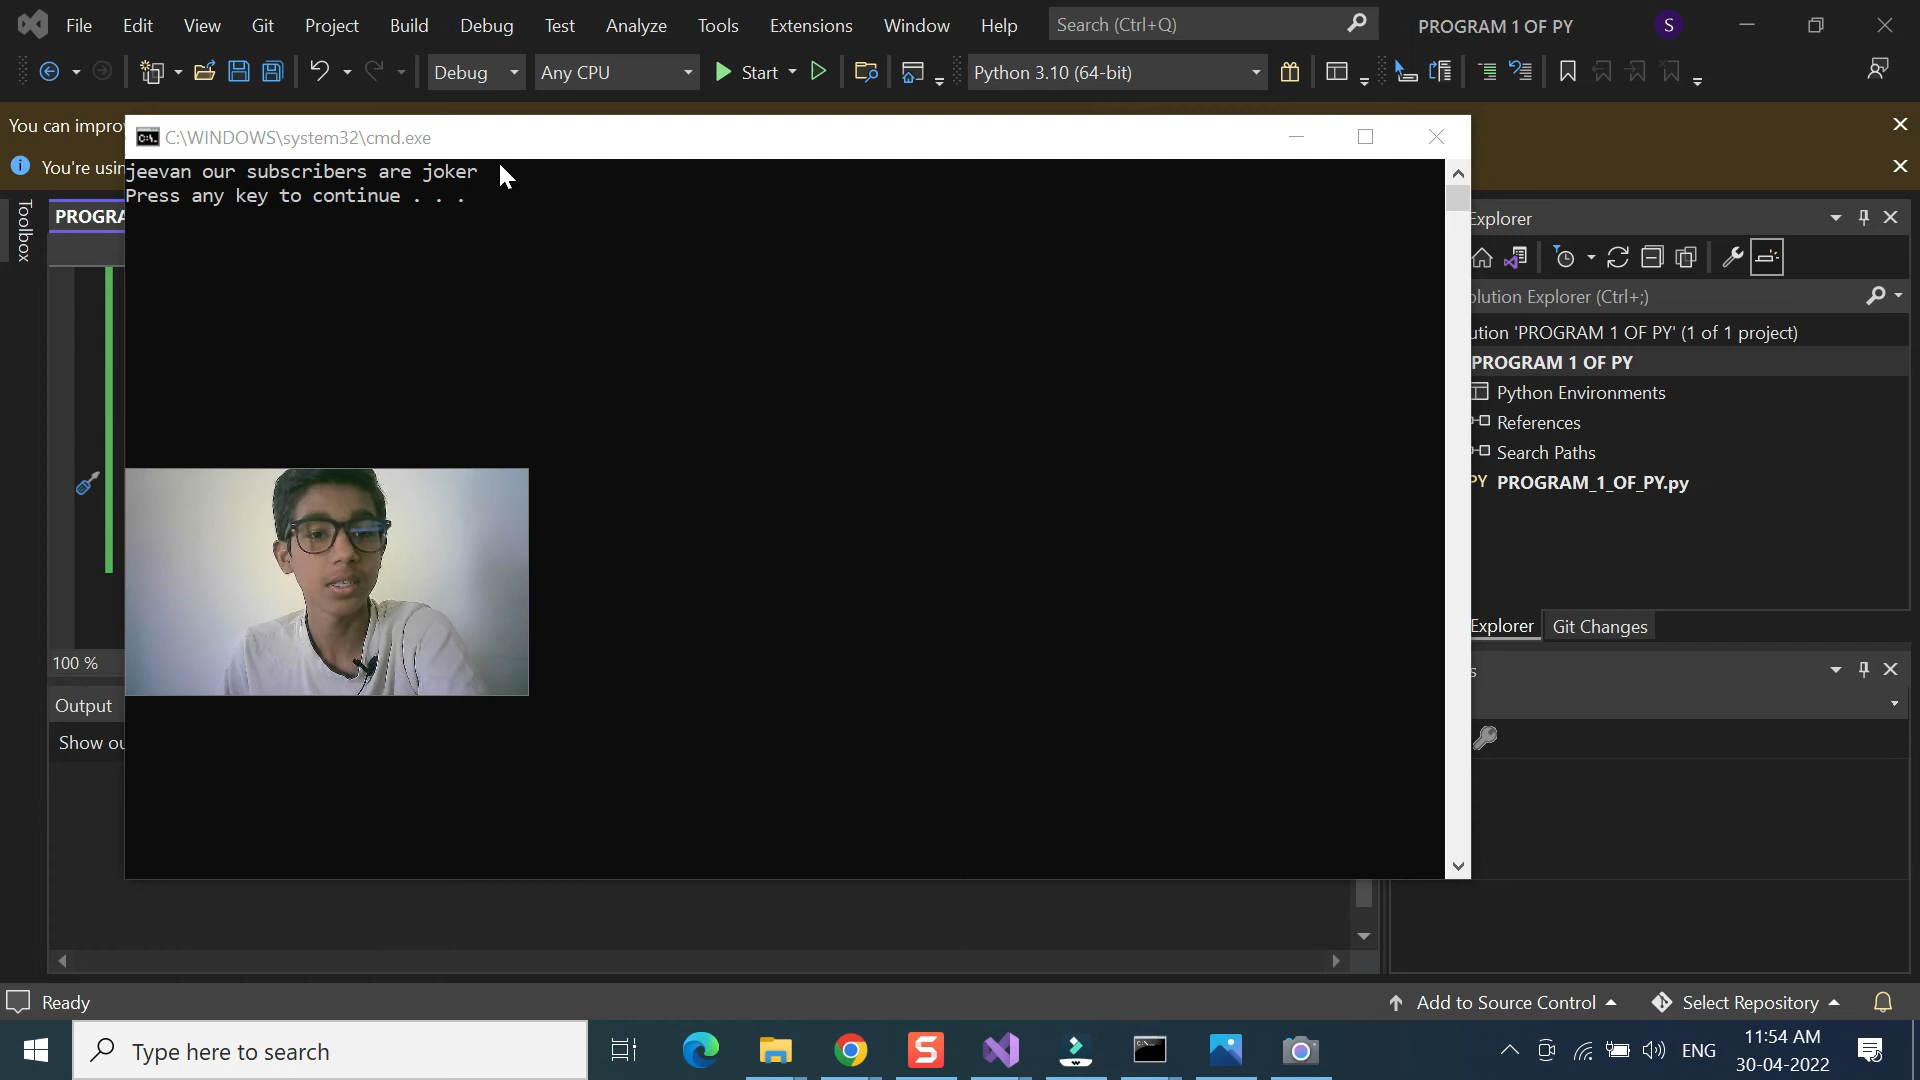 File Edit View Git Project Build Debug Test Analyze Tools Extensions Window Help Search (Ctrl+Q) PROGRAM 1 OF PY S
Debug Any CPU Start Python 3.10 (64-bit)
You can impro
You're usin
C:\WINDOWS\system32\cmd.exe
jeevan our subscribers are joker
Press any key to continue . . .
Toolbox
PROGRA
100 %
Output
Show ou
Explorer
olution Explorer (Ctrl+;)
ution 'PROGRAM 1 OF PY' (1 of 1 project)
PROGRAM 1 OF PY
Python Environments
References
Search Paths
PY PROGRAM_1_OF_PY.py
Explorer Git Changes
s
Ready
Add to Source Control Select Repository
Type here to search
S
ENG
11:54 AM
30-04-2022